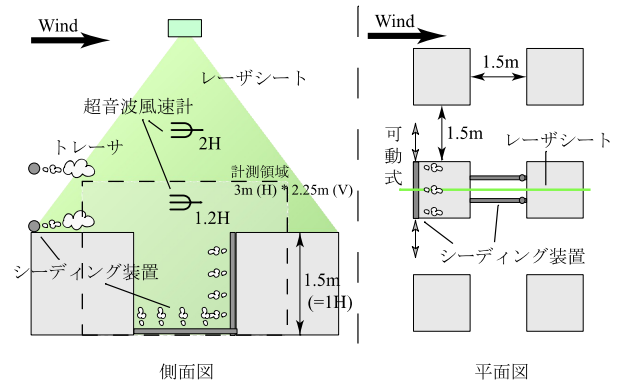 Wind
レーザシート
超音波風速計
トレーサ
2H
計測領域
3m (H) * 2.25m (V)
1.2H
シーディング装置
1.5m
(=1H)
側面図
Wind
1.5m
1.5m
可動式
レーザシート
シーディング装置
平面図